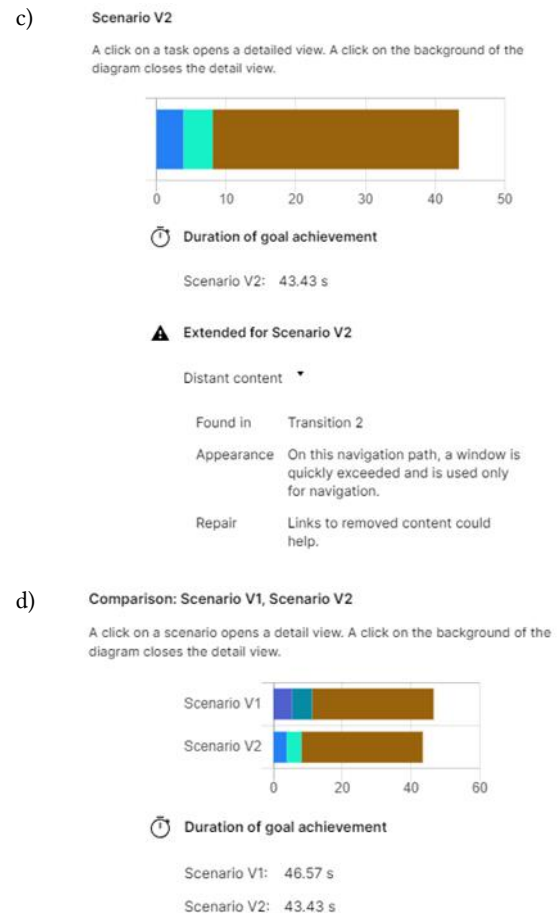 c)
Scenario V2
A click on a task opens a detailed view. A click on the background of the
diagram closes the detail view.
0 10 20 30 40 50
Duration of goal achievement
Scenario V2: 43.43 s
Extended for Scenario V2
Distant content
Found in Transition 2
Appearance On this navigation path, a window is
quickly exceeded and is used only
for navigation.
Repair Links to removed content could
help.
d)
Comparison: Scenario V1, Scenario V2
A click on a scenario opens a detail view. A click on the background of the
diagram closes the detail view.
Scenario V1
Scenario V2
0 20 40 60
Duration of goal achievement
Scenario V1: 46.57 s
Scenario V2: 43.43 s